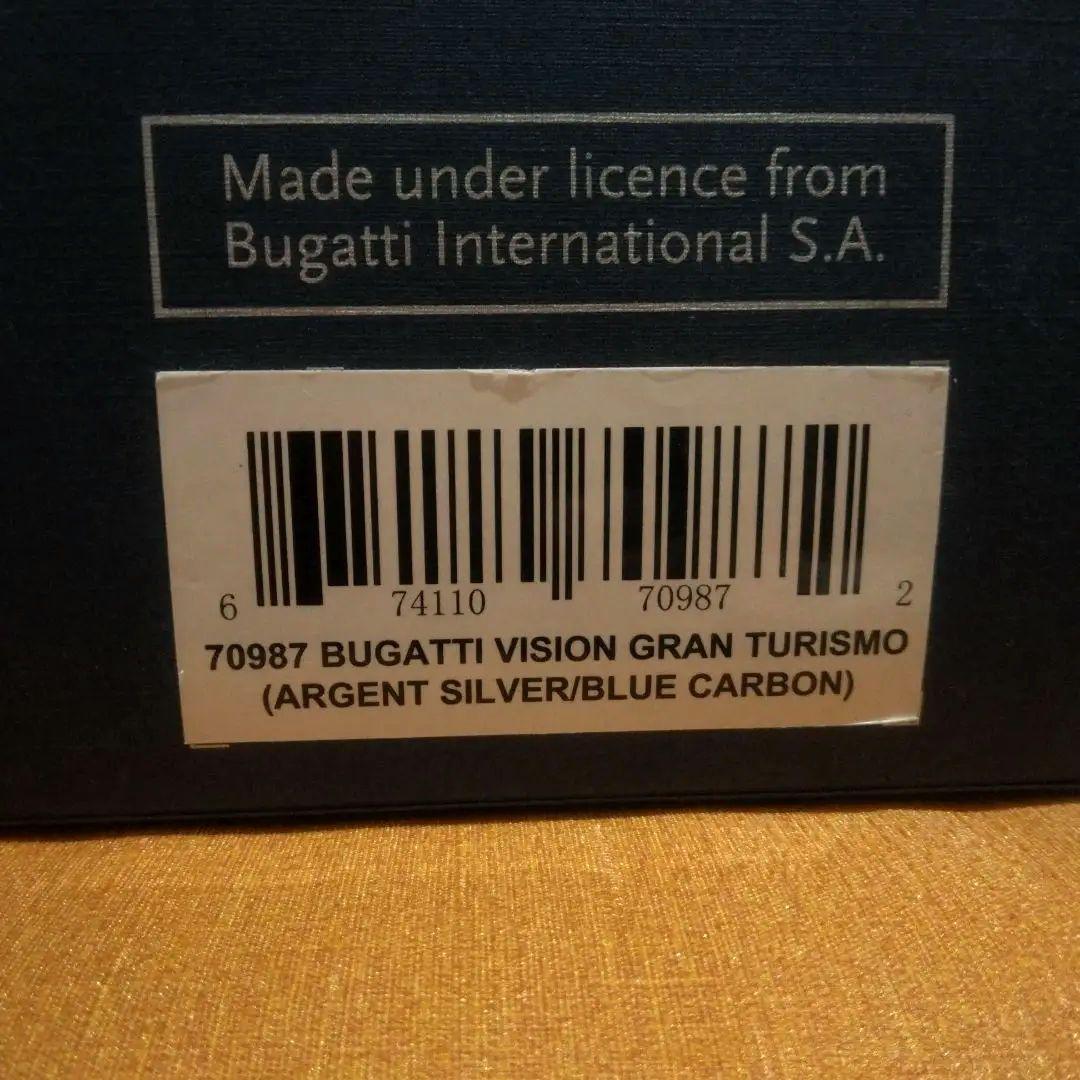 Made under licence from
Bugatti International S.A.
6 74110 70987 2
70987 BUGATTI VISION GRAN TURISMO
(ARGENT SILVER/BLUE CARBON)